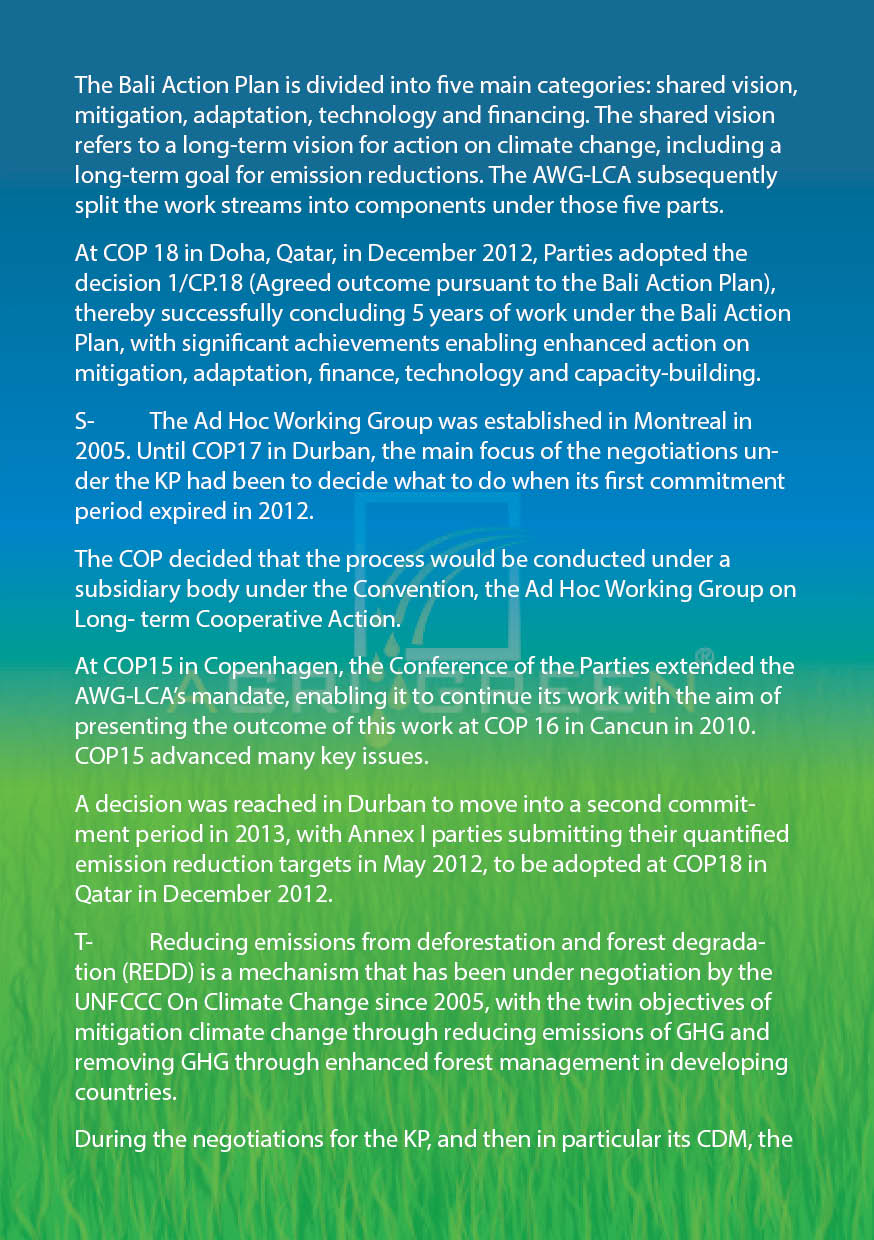 The Bali Action Plan is divided into five main categories: shared vision,
mitigation, adaptation, technology and financing. The shared vision
refers to a long-term vision for action on climate change, including a
long-term goal for emission reductions. The AWG-LCA subsequently
split the work streams into components under those five parts.
At COP 18 in Doha, Qatar, in December 2012, Parties adopted the
decision 1/CP.18 (Agreed outcome pursuant to the Bali Action Plan),
thereby successfully concluding 5 years of work under the Bali Action
Plan, with significant achievements enabling enhanced action on
mitigation, adaptation, finance, technology and capacity-building.
S- The Ad Hoc Working Group was established in Montreal in
2005. Until COP17 in Durban, the main focus of the negotiations un-
der the KP had been to decide what to do when its first commitment
period expired in 2012.
The COP decided that the process would be conducted under a
subsidiary body under the Convention, the Ad Hoc Working Group on
Long- term Cooperative Action.
At COP15 in Copenhagen, the Conference of the Parties extended the
AWG-LCA's mandate, enabling it to continue its work with the aim of
presenting the outcome of this work at COP 16 in Cancun in 2010.
COP15 advanced many key issues.
A decision was reached in Durban to move into a second commit-
ment period in 2013, with Annex I parties submitting their quantified
emission reduction targets in May 2012, to be adopted at COP18 in
Qatar in December 2012.
T- Reducing emissions from deforestation and forest degrada-
tion (REDD) is a mechanism that has been under negotiation by the
UNFCCC On Climate Change since 2005, with the twin objectives of
mitigation climate change through reducing emissions of GHG and
removing GHG through enhanced forest management in developing
countries.
During the negotiations for the KP, and then in particular its CDM, the
AGRIGREEN®